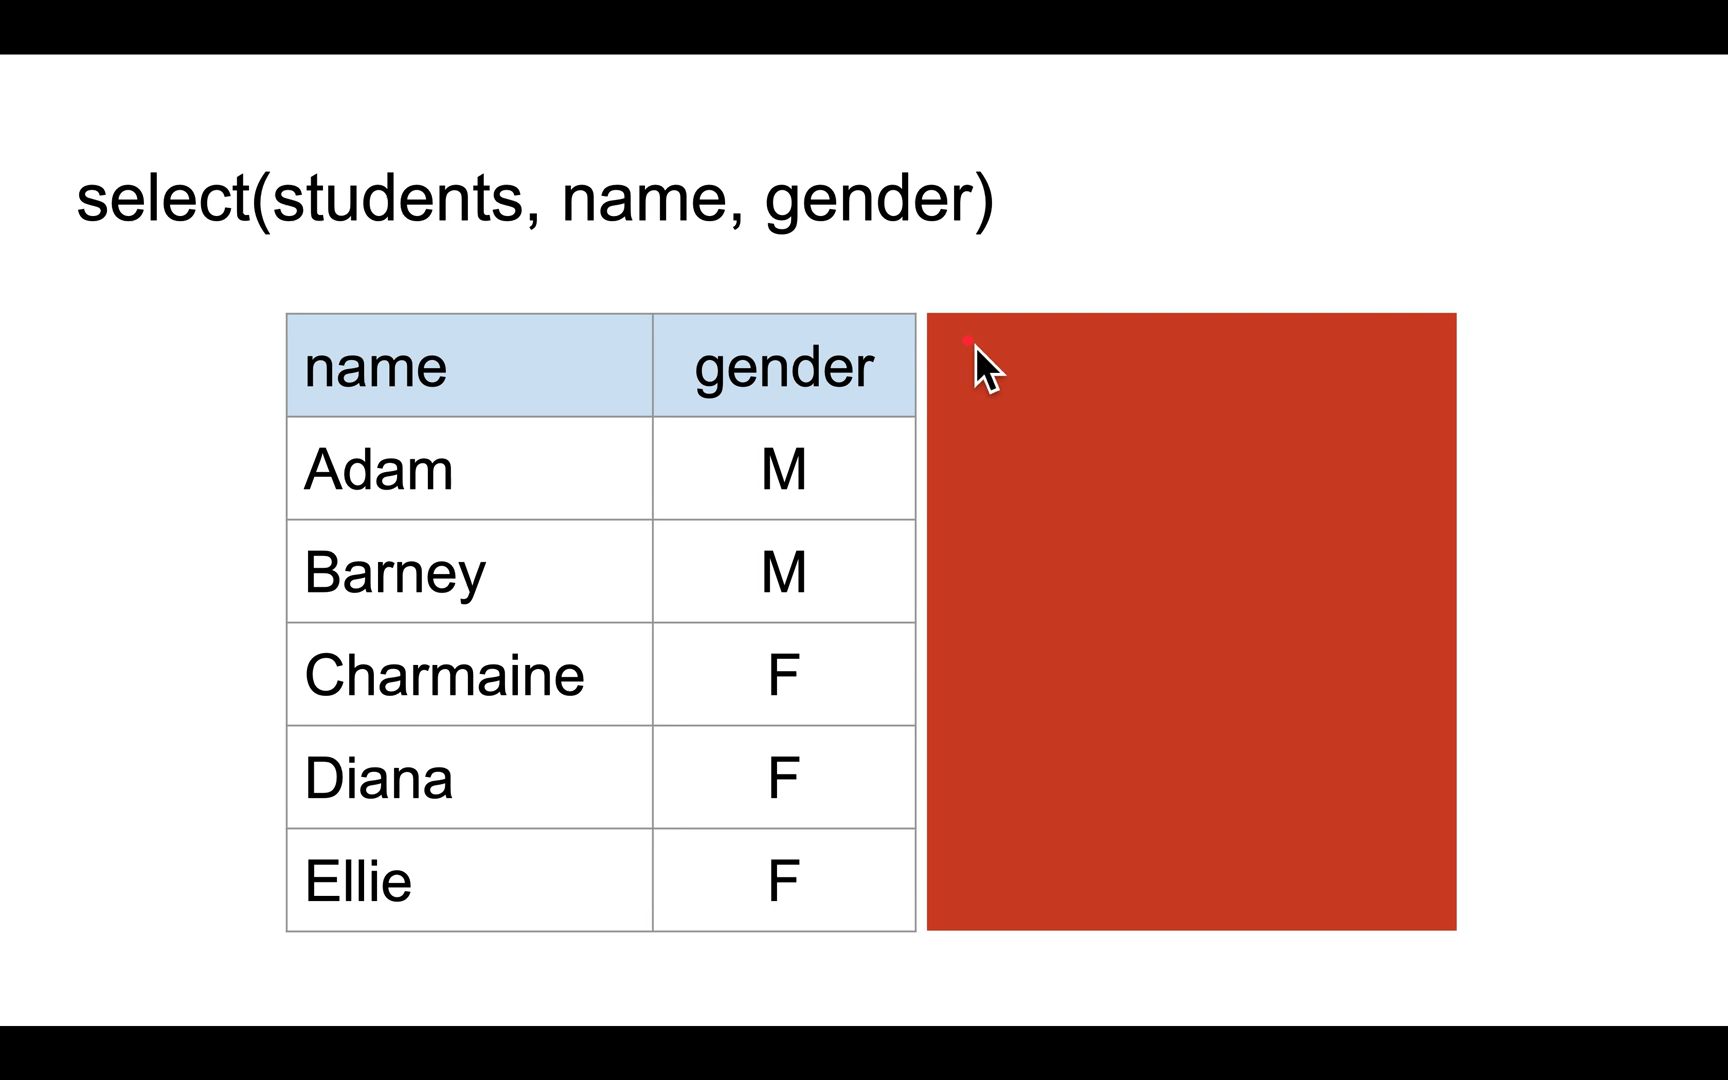 select(students, name, gender)
name gender
Adam M
Barney M
Charmaine F
Diana F
Ellie F